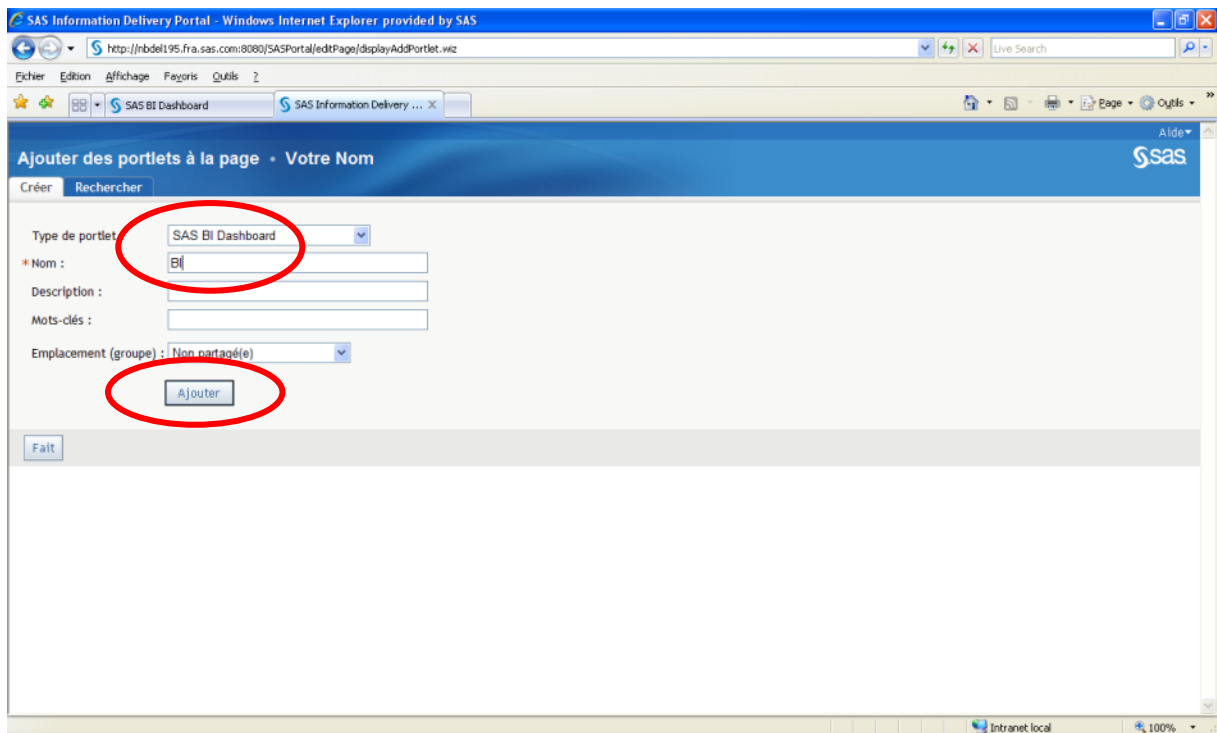 SAS Information Delivery Portal - Windows Internet Explorer provided by SAS
http://nbdel195.fra.sas.com:8080/SASPortal/editPage/displayAddPortlet.wiz
Live Search
Fichier Edition Affichage Favoris Outils ?
SAS BI Dashboard
SAS Information Delivery ...
Page
Outils
Aide
Ajouter des portlets à la page • Votre Nom
sas
Créer
Rechercher
Type de portlet
SAS BI Dashboard
*Nom :
BI
Description :
Mots-clés :
Emplacement (groupe) :
Non partagé(e)
Ajouter
Fait
Intranet local
100%